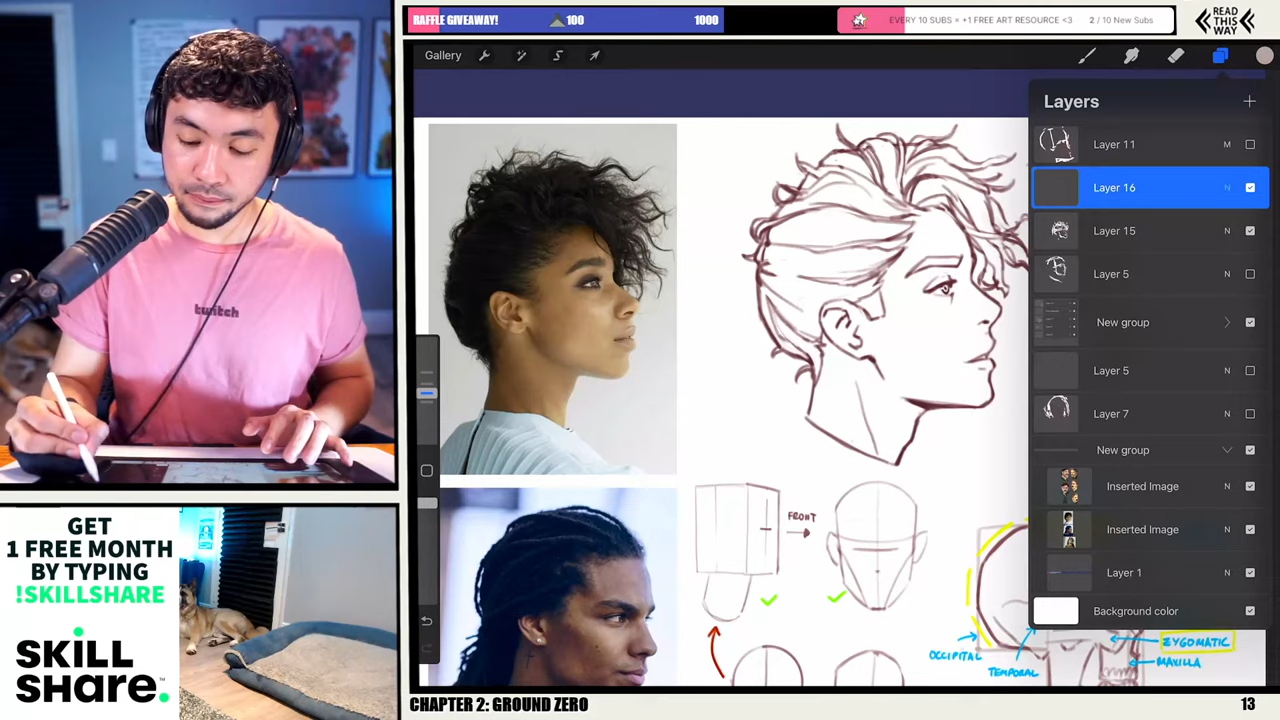 RAFFLE GIVEAWAY!
100
1000
EVERY 10 SUBS = +1 FREE ART RESOURCE <3
2 / 10 New Subs
READ
THIS
WAY
Gallery
Layers
Layer 11
M
Layer 16
N
Layer 15
N
Layer 5
N
New group
Layer 5
N
Layer 7
N
New group
Inserted Image
N
Inserted Image
N
Layer 1
N
Background color
twitch
FRONT
OCCIPITAL
TEMPORAL
ZYGOMATIC
MAXILLA
GET
1 FREE MONTH
BY TYPING
!SKILLSHARE
SKILL
SHare.
CHAPTER 2: GROUND ZERO
13